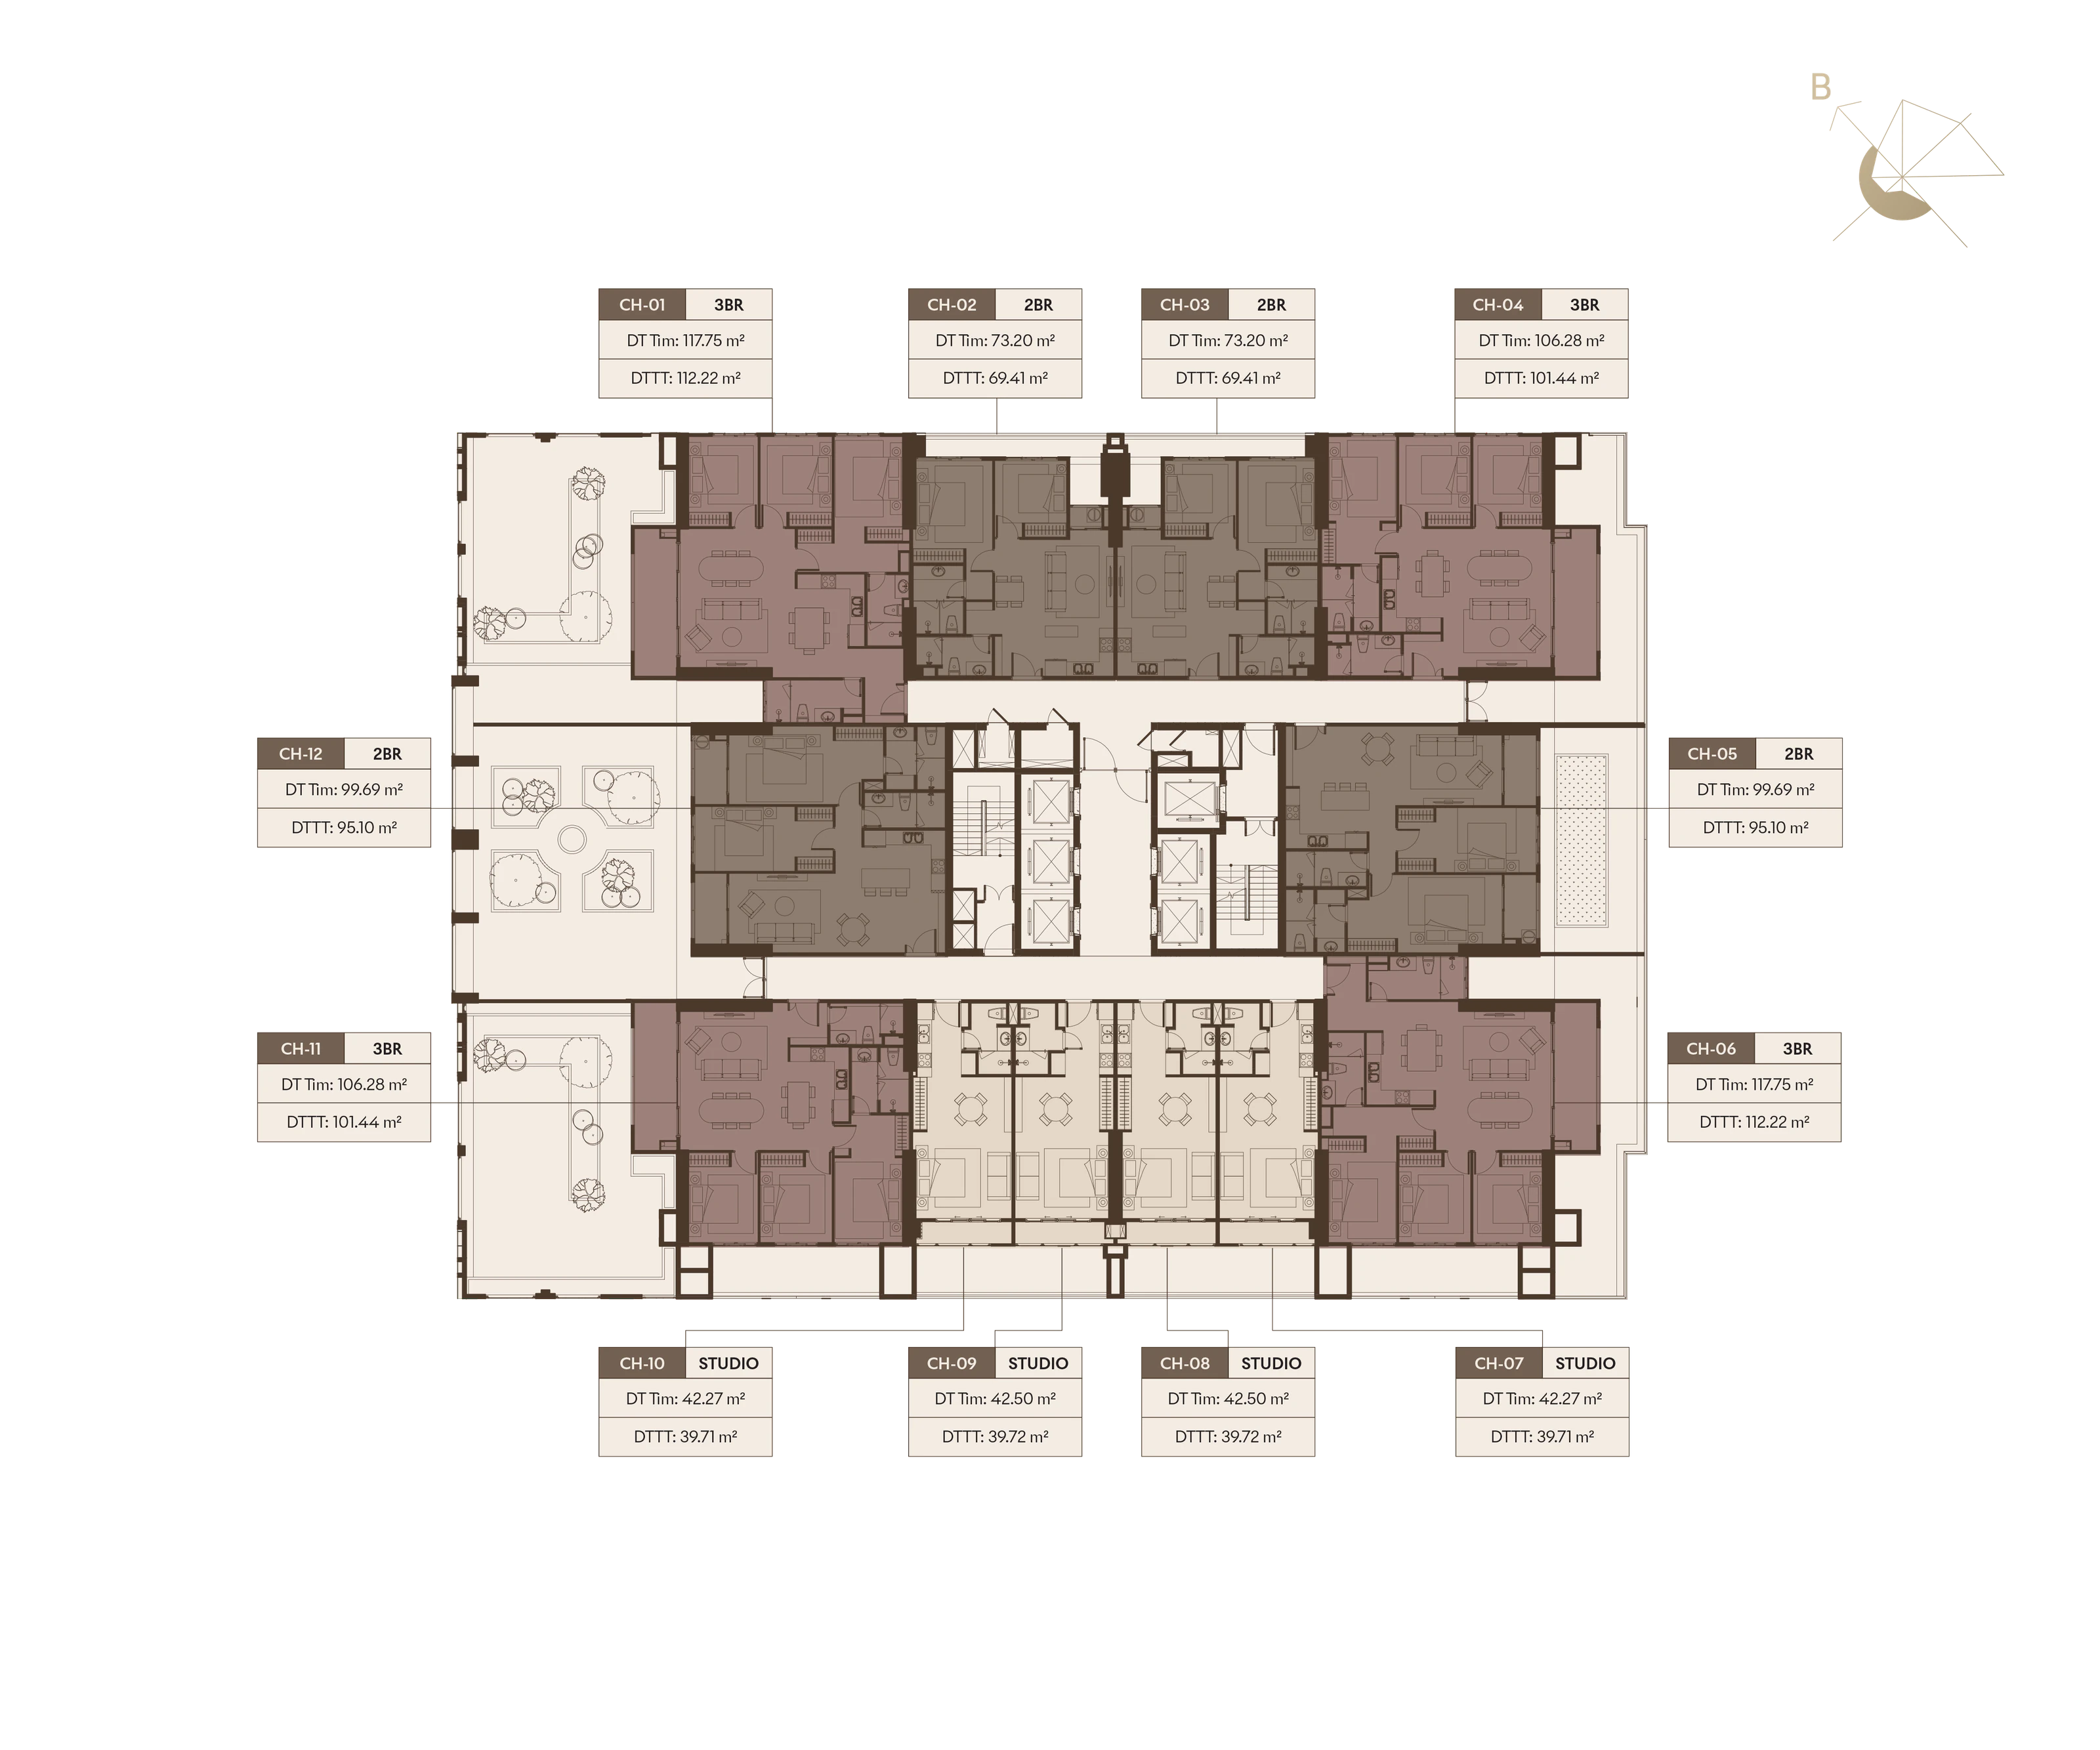 B
CH-01 3BR
DT Tim: 117.75 m²
DTTT: 112.22 m²
CH-02 2BR
DT Tim: 73.20 m²
DTTT: 69.41 m²
CH-03 2BR
DT Tim: 73.20 m²
DTTT: 69.41 m²
CH-04 3BR
DT Tim: 106.28 m²
DTTT: 101.44 m²
CH-12 2BR
DT Tim: 99.69 m²
DTTT: 95.10 m²
CH-05 2BR
DT Tim: 99.69 m²
DTTT: 95.10 m²
CH-11 3BR
DT Tim: 106.28 m²
DTTT: 101.44 m²
CH-06 3BR
DT Tim: 117.75 m²
DTTT: 112.22 m²
CH-10 STUDIO
DT Tim: 42.27 m²
DTTT: 39.71 m²
CH-09 STUDIO
DT Tim: 42.50 m²
DTTT: 39.72 m²
CH-08 STUDIO
DT Tim: 42.50 m²
DTTT: 39.72 m²
CH-07 STUDIO
DT Tim: 42.27 m²
DTTT: 39.71 m²